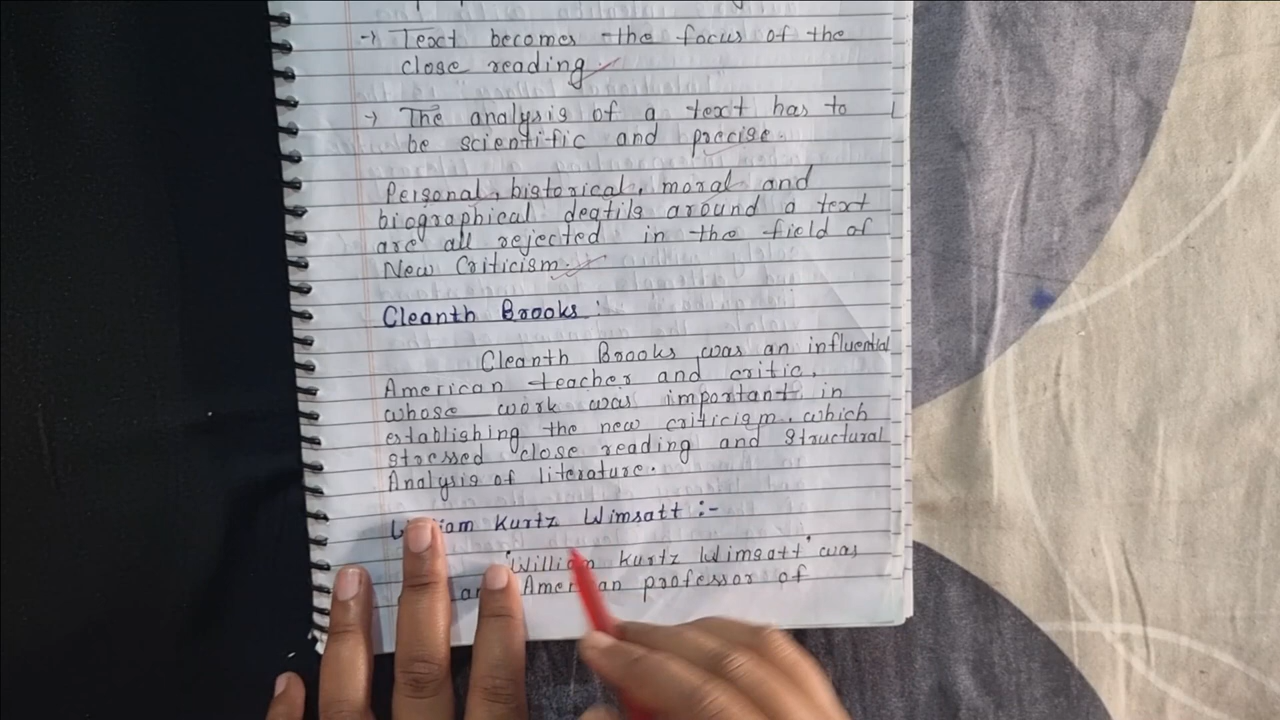 → Text becomes the focus of the
close reading.
→ The analysis of a text has to
be scientific and precise.
Personal, historical, moral and
biographical deatils around a text
are all rejected in the field of
New Criticism.
Cleanth Brooks :
Cleanth Brooks was an influential
American teacher and critic,
whose work was important in
establishing the new criticism, which
stressed close reading and Structural
Analysis of literature.
Kurtz Wimsatt :-
'William Kurtz Wimsatt' was
an American professor of